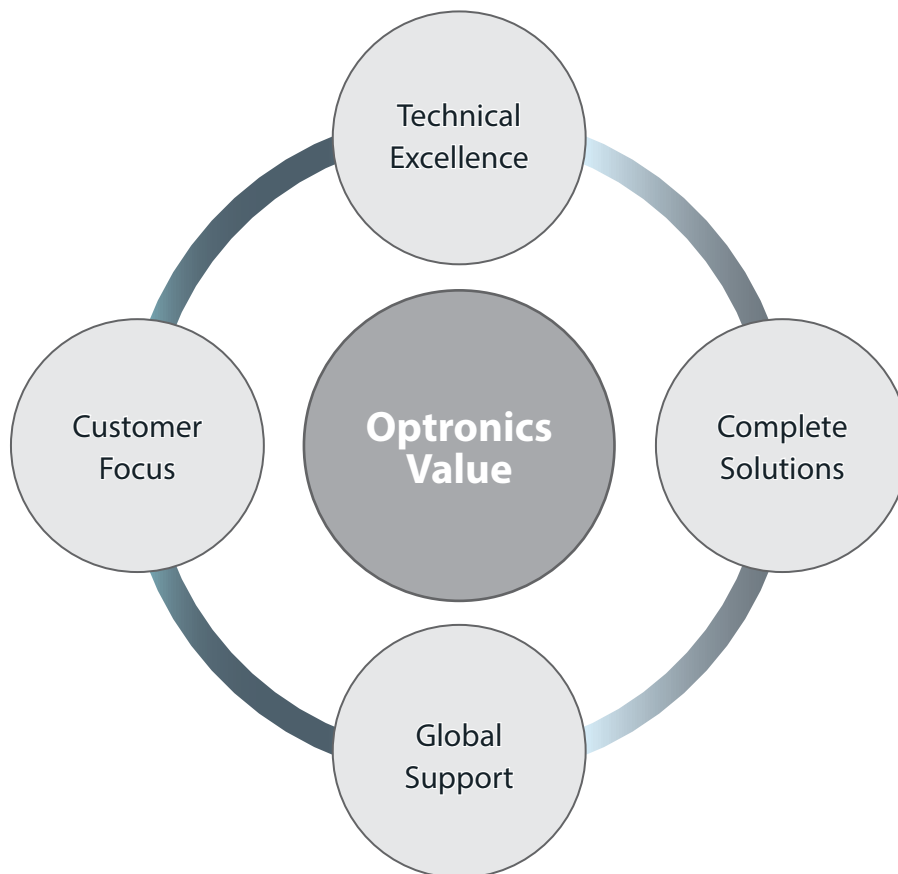 Technical
Excellence
Customer
Focus
Optronics
Value
Complete
Solutions
Global
Support